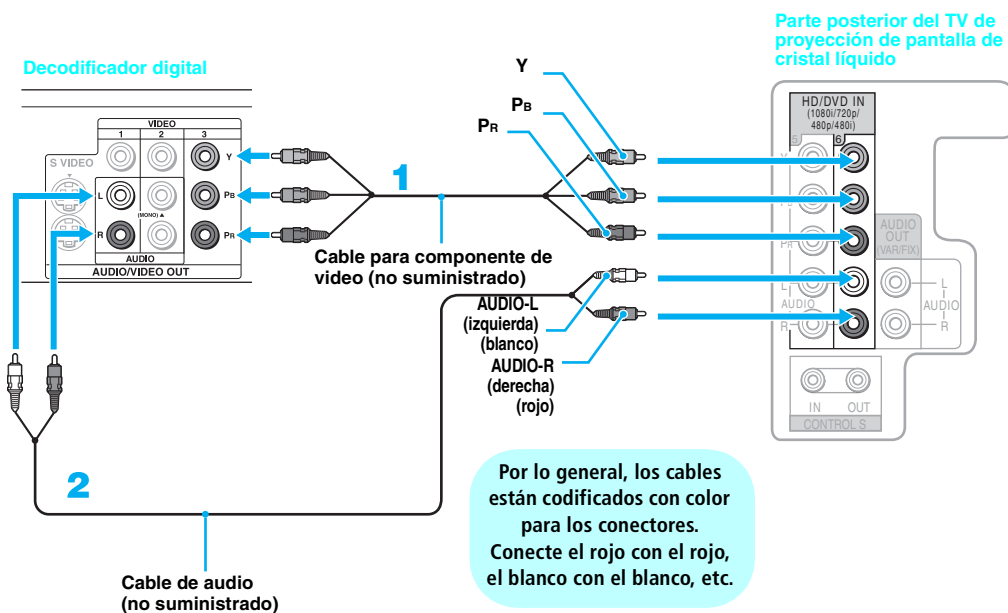 Parte posterior del TV de
proyección de pantalla de
cristal líquido
Decodificador digital
Y
PB
PR
HD/DVD IN
(1080i/720p/
480p/480i)
5 6
Y
PB
PR
L
AUDIO
R
AUDIO
OUT
(VAR/FIX)
L
AUDIO
R
IN OUT
CONTROL S
VIDEO
1 2 3
S VIDEO
Y
L
PB
(MONO)
R
PR
AUDIO
AUDIO/VIDEO OUT
1
Cable para componente de
video (no suministrado)
AUDIO-L
(izquierda)
(blanco)
AUDIO-R
(derecha)
(rojo)
2
Cable de audio
(no suministrado)
Por lo general, los cables
están codificados con color
para los conectores.
Conecte el rojo con el rojo,
el blanco con el blanco, etc.